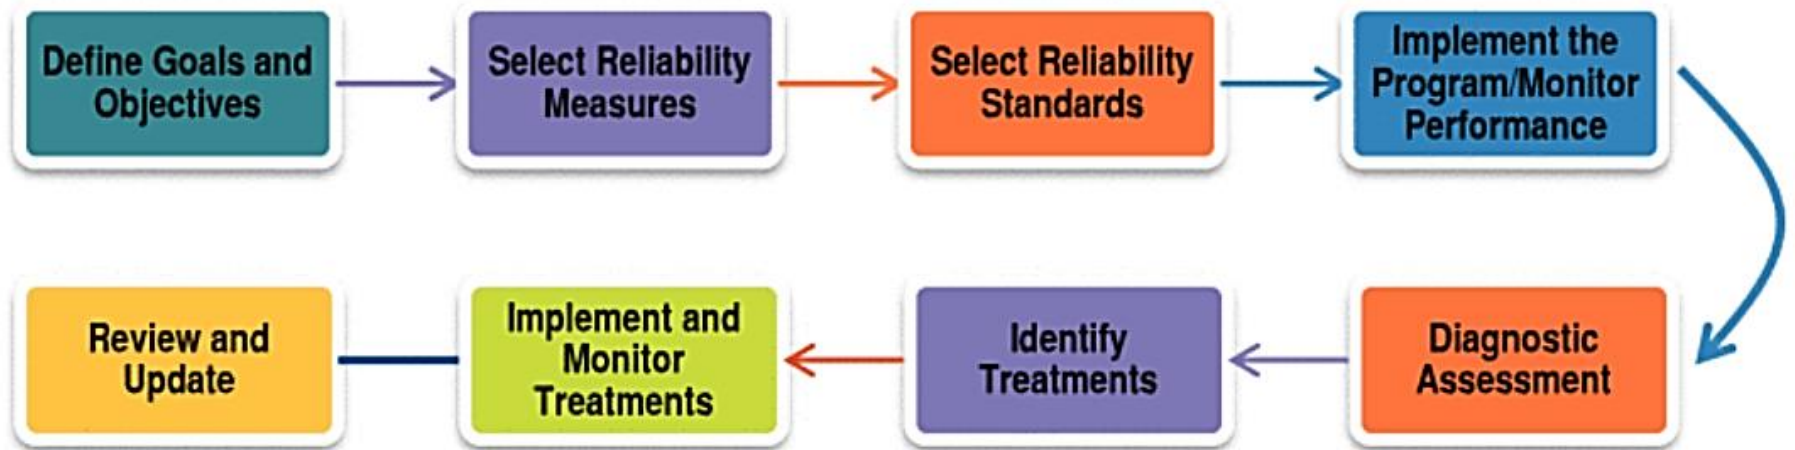 Define Goals and
Objectives
Select Reliability
Measures
Select Reliability
Standards
Implement the
Program/Monitor
Performance
Diagnostic
Assessment
Identify
Treatments
Implement and
Monitor
Treatments
Review and
Update